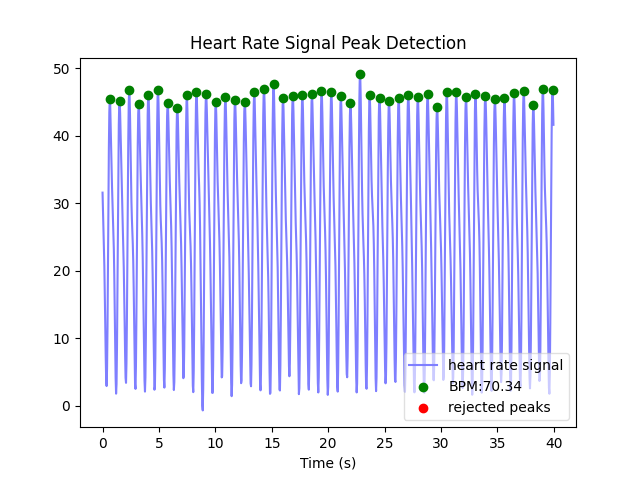 Heart Rate Signal Peak Detection
50
40
30
20
10
0
heart rate signal
BPM:70.34
rejected peaks
0 5 10 15 20 25 30 35 40
Time (s)